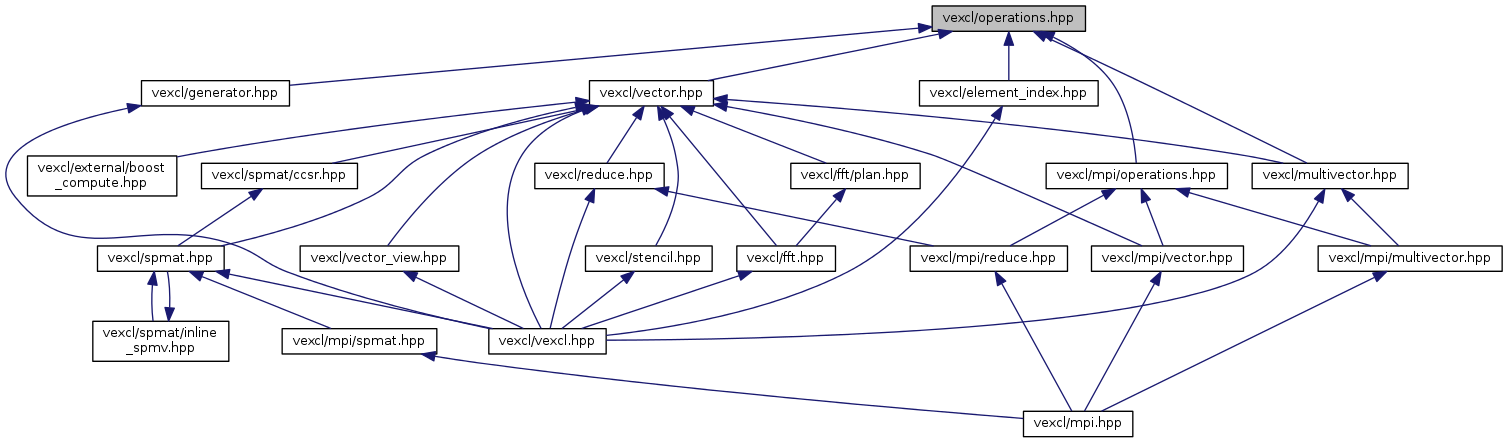 vexcl/operations.hpp
vexcl/generator.hpp
vexcl/vector.hpp
vexcl/element_index.hpp
vexcl/external/boost
_compute.hpp
vexcl/spmat/ccsr.hpp
vexcl/reduce.hpp
vexcl/fft/plan.hpp
vexcl/mpi/operations.hpp
vexcl/multivector.hpp
vexcl/spmat.hpp
vexcl/vector_view.hpp
vexcl/stencil.hpp
vexcl/fft.hpp
vexcl/mpi/reduce.hpp
vexcl/mpi/vector.hpp
vexcl/mpi/multivector.hpp
vexcl/spmat/inline
_spmv.hpp
vexcl/mpi/spmat.hpp
vexcl/vexcl.hpp
vexcl/mpi.hpp